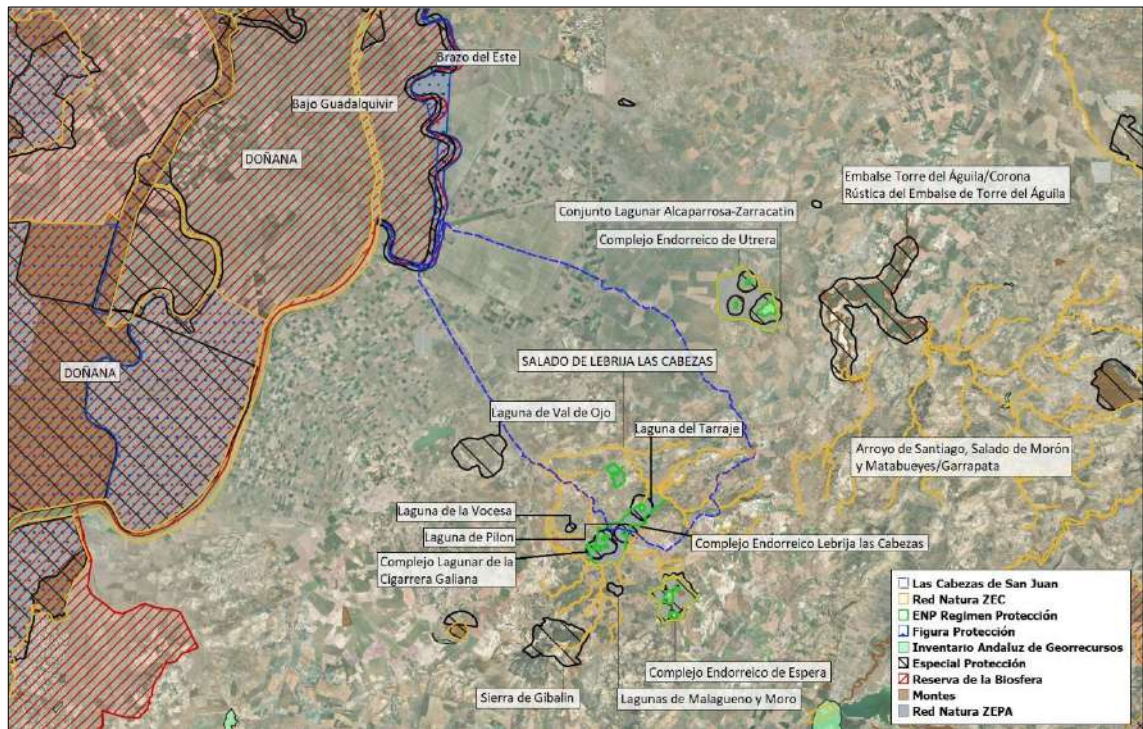 Brazo del Este
Bajo Guadalquivir
DOÑANA
Embalse Torre del Águila/Corona
Rústica del Embalse de Torre del Águila
Conjunto Lagunar Alcaparrosa-Zarracatin
Complejo Endorreico de Utrera
SALADO DE LEBRIJA LAS CABEZAS
DOÑANA
Laguna de Val de Ojo
Laguna del Tarraje
Arroyo de Santiago, Salado de Morón
y Matabueyes/Garrapata
Laguna de la Vocesa
Laguna de Pilon
Complejo Endorreico Lebrija las Cabezas
Complejo Lagunar de la
Cigarrera Galiana
Complejo Endorreico de Espera
Sierra de Gibalin
Lagunas de Malagueno y Moro
Las Cabezas de San Juan
Red Natura ZEC
ENP Regimen Protección
Figura Protección
Inventario Andaluz de Georrecursos
Especial Protección
Reserva de la Biosfera
Montes
Red Natura ZEPA